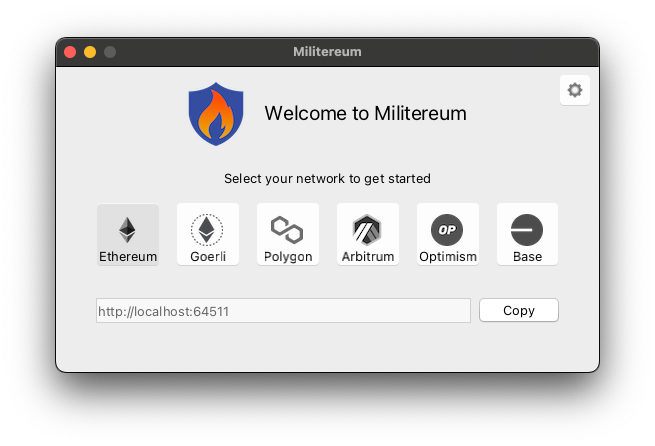 Militereum
Welcome to Militereum
Select your network to get started
Ethereum
Goerli
Polygon
Arbitrum
OP
Optimism
Base
http://localhost:64511
Copy